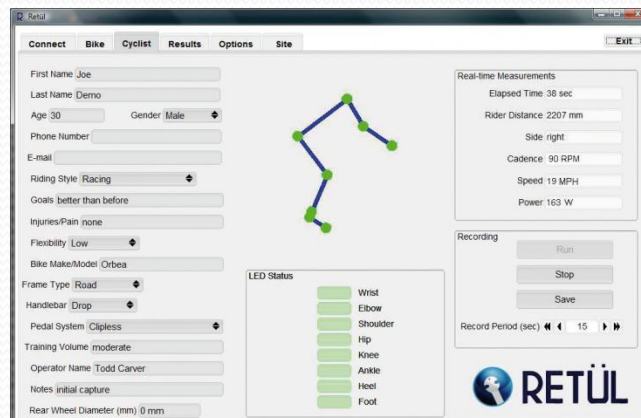 Retül
Connect Bike Cyclist Results Options Site Exit
First Name Joe
Last Name Demo
Age 30 Gender Male
Phone Number
E-mail
Riding Style Racing
Goals better than before
Injuries/Pain none
Flexibility Low
Bike Make/Model Orbea
Frame Type Road
Handlebar Drop
Pedal System Clipless
Training Volume moderate
Operator Name Todd Carver
Notes initial capture
Rear Wheel Diameter (mm) 0 mm
LED Status
Wrist
Elbow
Shoulder
Hip
Knee
Ankle
Heel
Foot
Real-time Measurements
Elapsed Time 38 sec
Rider Distance 2207 mm
Side right
Cadence 90 RPM
Speed 19 MPH
Power 163 W
Recording
Run
Stop
Save
Record Period (sec) 15
RETÜL